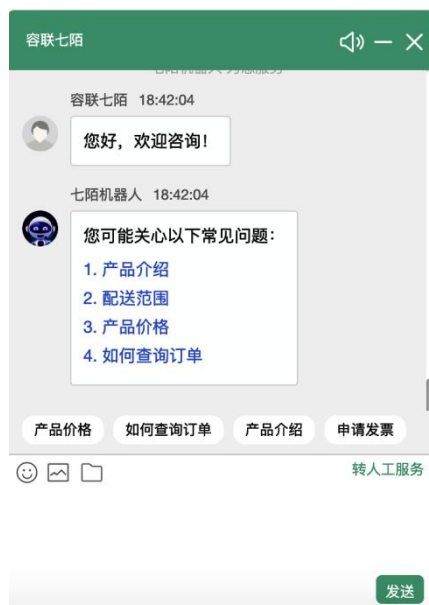 容联七陌
容联七陌 18:42:04
您好，欢迎咨询！
七陌机器人 18:42:04
您可能关心以下常见问题：
1. 产品介绍
2. 配送范围
3. 产品价格
4. 如何查询订单
产品价格 如何查询订单 产品介绍 申请发票
转人工服务
发送